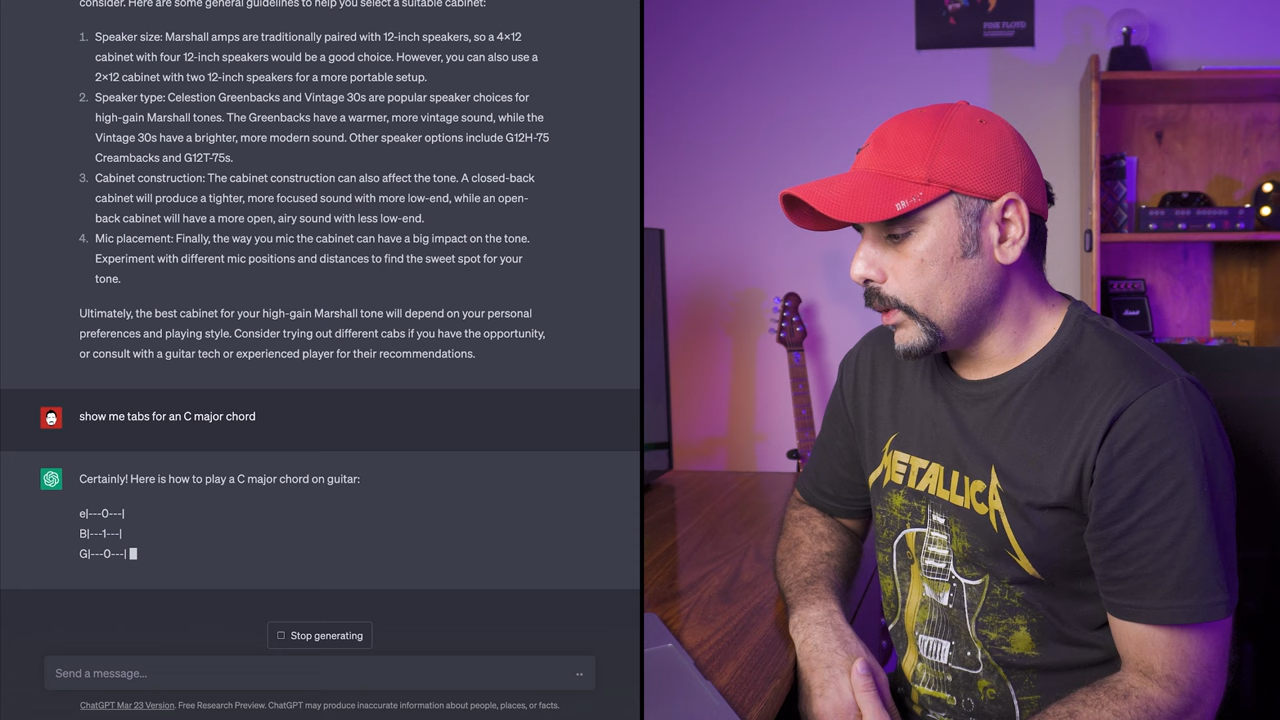 consider. Here are some general guidelines to help you select a suitable cabinet:
1. Speaker size: Marshall amps are traditionally paired with 12-inch speakers, so a 4×12
cabinet with four 12-inch speakers would be a good choice. However, you can also use a
2×12 cabinet with two 12-inch speakers for a more portable setup.
2. Speaker type: Celestion Greenbacks and Vintage 30s are popular speaker choices for
high-gain Marshall tones. The Greenbacks have a warmer, more vintage sound, while the
Vintage 30s have a brighter, more modern sound. Other speaker options include G12H-75
Creambacks and G12T-75s.
3. Cabinet construction: The cabinet construction can also affect the tone. A closed-back
cabinet will produce a tighter, more focused sound with more low-end, while an open-
back cabinet will have a more open, airy sound with less low-end.
4. Mic placement: Finally, the way you mic the cabinet can have a big impact on the tone.
Experiment with different mic positions and distances to find the sweet spot for your
tone.
Ultimately, the best cabinet for your high-gain Marshall tone will depend on your personal
preferences and playing style. Consider trying out different cabs if you have the opportunity,
or consult with a guitar tech or experienced player for their recommendations.
show me tabs for an C major chord
Certainly! Here is how to play a C major chord on guitar:
e|---0---|
B|---1---|
G|---0---|
Stop generating
Send a message...
ChatGPT Mar 23 Version. Free Research Preview. ChatGPT may produce inaccurate information about people, places, or facts.
PINK FLOYD
METALLICA
Marshall